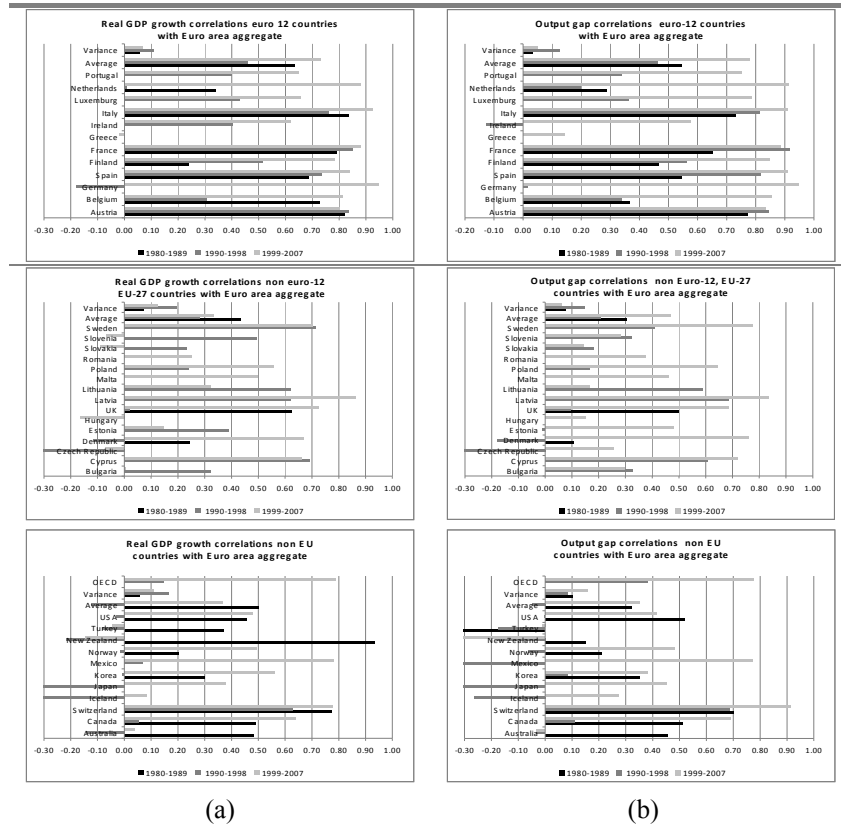 Real GDP growth correlations euro 12 countries
with Euro area aggregate
Variance
Average
Portugal
Netherlands
Luxemburg
Italy
Ireland
Greece
France
Finland
Spain
Germany
Belgium
Austria
-0.30 -0.20 -0.10 0.00 0.10 0.20 0.30 0.40 0.50 0.60 0.70 0.80 0.90 1.00
1980-1989 1990-1998 1999-2007
Output gap correlations euro-12 countries
with Euro area aggregate
Variance
Average
Portugal
Netherlands
Luxemburg
Italy
Ireland
Greece
France
Finland
Spain
Germany
Belgium
Austria
-0.30 -0.20 -0.10 0.00 0.10 0.20 0.30 0.40 0.50 0.60 0.70 0.80 0.90 1.00
1980-1989 1990-1998 1999-2007
Real GDP growth correlations non euro-12
EU-27 countries with Euro area aggregate
Variance
Average
Sweden
Slovenia
Slovakia
Romania
Poland
Malta
Lithuania
Latvia
UK
Hungary
Estonia
Denmark
Czech Republic
Cyprus
Bulgaria
-0.30 -0.20 -0.10 0.00 0.10 0.20 0.30 0.40 0.50 0.60 0.70 0.80 0.90 1.00
1980-1989 1990-1998 1999-2007
Output gap correlations non Euro-12, EU-27
countries with Euro area aggregate
Variance
Average
Sweden
Slovenia
Slovakia
Romania
Poland
Malta
Lithuania
Latvia
UK
Hungary
Estonia
Denmark
Czech Republic
Cyprus
Bulgaria
-0.30 -0.20 -0.10 0.00 0.10 0.20 0.30 0.40 0.50 0.60 0.70 0.80 0.90 1.00
1980-1989 1990-1998 1999-2007
Real GDP growth correlations non EU
countries with Euro area aggregate
OECD
Variance
Average
USA
Turkey
New Zealand
Norway
Mexico
Korea
Japan
Iceland
Switzerland
Canada
Australia
-0.30 -0.20 -0.10 0.00 0.10 0.20 0.30 0.40 0.50 0.60 0.70 0.80 0.90 1.00
1980-1989 1990-1998 1999-2007
Output gap correlations non EU
countries with Euro area aggregate
OECD
Variance
Average
USA
Turkey
New Zealand
Norway
Mexico
Korea
Japan
Iceland
Switzerland
Canada
Australia
-0.30 -0.20 -0.10 0.00 0.10 0.20 0.30 0.40 0.50 0.60 0.70 0.80 0.90 1.00
1980-1989 1990-1998 1999-2007
(a) (b)